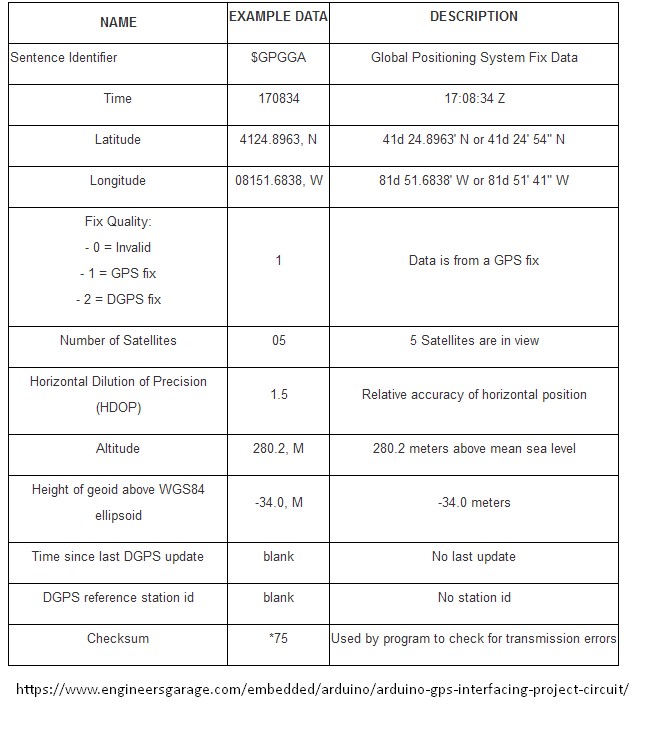 NAME EXAMPLE DATA DESCRIPTION
Sentence Identifier $GPGGA Global Positioning System Fix Data
Time 170834 17:08:34 Z
Latitude 4124.8963, N 41d 24.8963' N or 41d 24' 54" N
Longitude 08151.6838, W 81d 51.6838' W or 81d 51' 41" W
Fix Quality:
- 0 = Invalid
- 1 = GPS fix
- 2 = DGPS fix
1 Data is from a GPS fix
Number of Satellites 05 5 Satellites are in view
Horizontal Dilution of Precision
(HDOP)
1.5 Relative accuracy of horizontal position
Altitude 280.2, M 280.2 meters above mean sea level
Height of geoid above WGS84
ellipsoid
-34.0, M -34.0 meters
Time since last DGPS update blank No last update
DGPS reference station id blank No station id
Checksum *75 Used by program to check for transmission errors
https://www.engineersgarage.com/embedded/arduino/arduino-gps-interfacing-project-circuit/